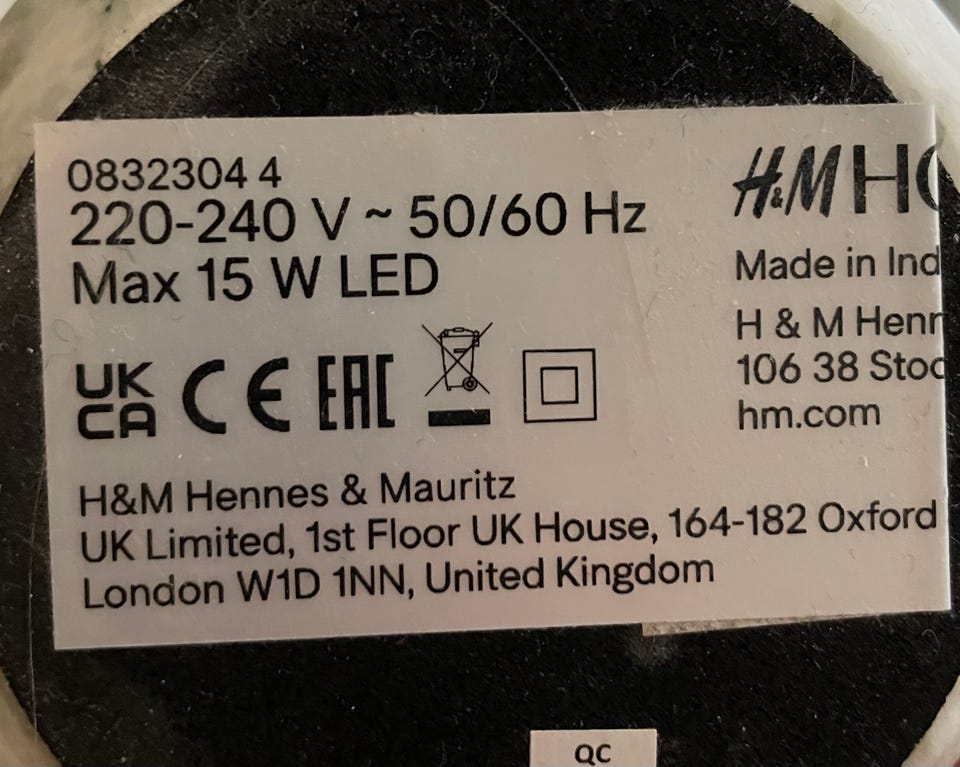 0832304 4
220-240 V ~ 50/60 Hz
Max 15 W LED
UK
CA CE EAC
H&M Hennes & Mauritz
UK Limited, 1st Floor UK House, 164-182 Oxford
London W1D 1NN, United Kingdom
H&M HO
Made in Ind
H & M Henn
106 38 Stoc
hm.com
QC